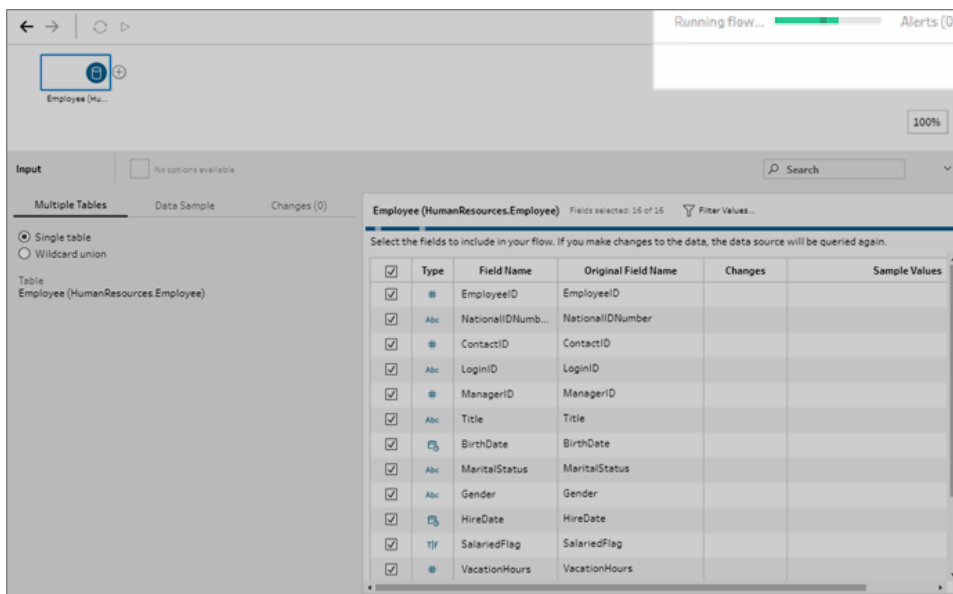 Running flow... Alerts (0
Employee (Hu...
100%
Input No options available Search
Multiple Tables Data Sample Changes (0)
Single table
Wildcard union
Table
Employee (HumanResources.Employee)
Employee (HumanResources.Employee) Fields selected: 16 of 16 Filter Values...
Select the fields to include in your flow. If you make changes to the data, the data source will be queried again.
Type Field Name Original Field Name Changes Sample Values
# EmployeeID EmployeeID
Abc NationalIDNumb... NationalIDNumber
# ContactID ContactID
Abc LoginID LoginID
# ManagerID ManagerID
Abc Title Title
BirthDate BirthDate
Abc MaritalStatus MaritalStatus
Abc Gender Gender
HireDate HireDate
T|F SalariedFlag SalariedFlag
# VacationHours VacationHours